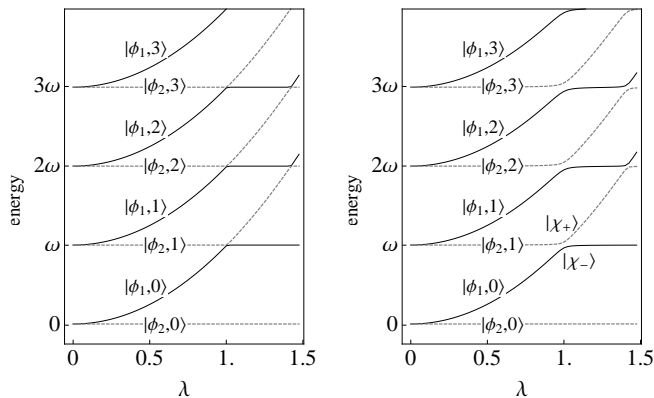 |ϕ₁,3⟩
3ω
|ϕ₂,3⟩
|ϕ₁,2⟩
2ω
|ϕ₂,2⟩
|ϕ₁,1⟩
ω
|ϕ₂,1⟩
|ϕ₁,0⟩
0
|ϕ₂,0⟩
energy
0
0.5
1.
1.5
λ
|ϕ₁,3⟩
3ω
|ϕ₂,3⟩
|ϕ₁,2⟩
2ω
|ϕ₂,2⟩
|ϕ₁,1⟩
|χ₊⟩
ω
|ϕ₂,1⟩
|χ₋⟩
|ϕ₁,0⟩
0
|ϕ₂,0⟩
energy
0
0.5
1.
1.5
λ